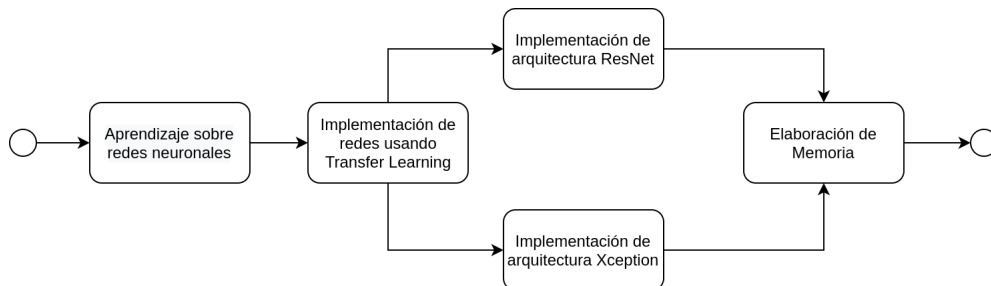 Aprendizaje sobre
redes neuronales
Implementación de
redes usando
Transfer Learning
Implementación de
arquitectura ResNet
Implementación de
arquitectura Xception
Elaboración de
Memoria